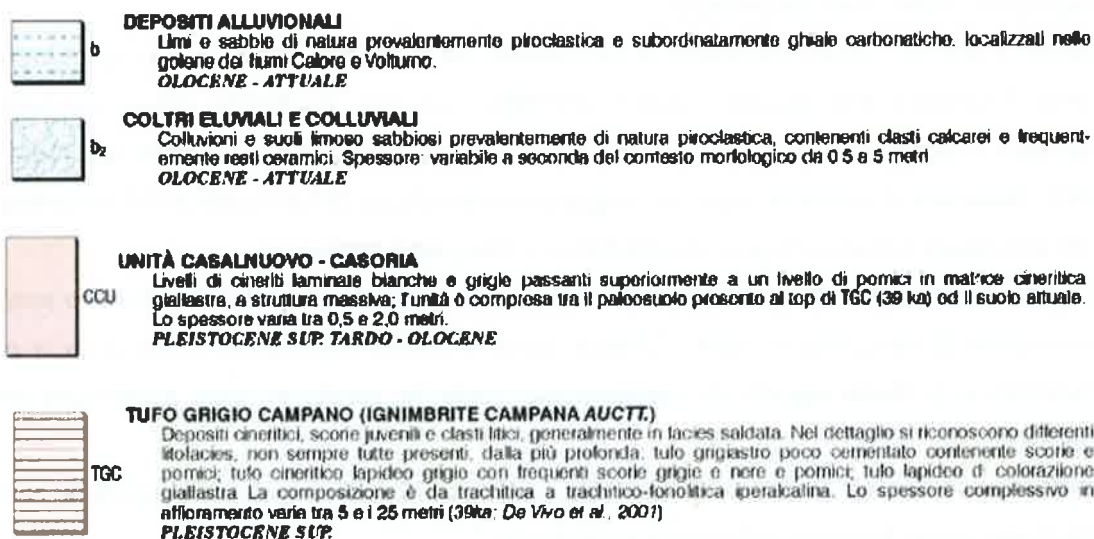 DEPOSITI ALLUVIONALI
b
Limi e sabbie di natura prevalentemente piroclastica e subordinatamente ghiaie carbonatiche, localizzati nelle
golene dei fiumi Calore e Volturno.
OLOCENE - ATTUALE
COLTRI ELUVIALI E COLLUVIALI
b₂
Colluvioni e suoli limoso sabbiosi prevalentemente di natura piroclastica, contenenti clasti calcarei e frequent-
emente resti ceramici. Spessore: variabile a seconda del contesto morfologico da 0.5 a 5 metri
OLOCENE - ATTUALE
UNITÀ CASALNUOVO - CASORIA
CCU
Livelli di cineriti laminate bianche e grigie passanti superiormente a un livello di pomici in matrice cineritica
giallastra, a struttura massiva; l'unità è compresa tra il paleosuolo presente al top di TGC (39 ka) ed il suolo attuale.
Lo spessore varia tra 0,5 e 2,0 metri.
PLEISTOCENE SUP. TARDO - OLOCENE
TUFO GRIGIO CAMPANO (IGNIMBRITE CAMPANA AUCTT.)
TGC
Depositi cineritici, scorie juvenili e clasti litici, generalmente in facies saldata. Nel dettaglio si riconoscono differenti
litofacies, non sempre tutte presenti, dalla più profonda: tufo grigiastro poco cementato contenente scorie e
pomici; tufo cineritico lapideo grigio con frequenti scorie grigie e nere e pomici; tufo lapideo di colorazione
giallastra La composizione è da trachitica a trachitico-fonolitica iperalcalina. Lo spessore complessivo in
affioramento varia tra 5 e i 25 metri (39ka; De Vivo et al., 2001)
PLEISTOCENE SUP.